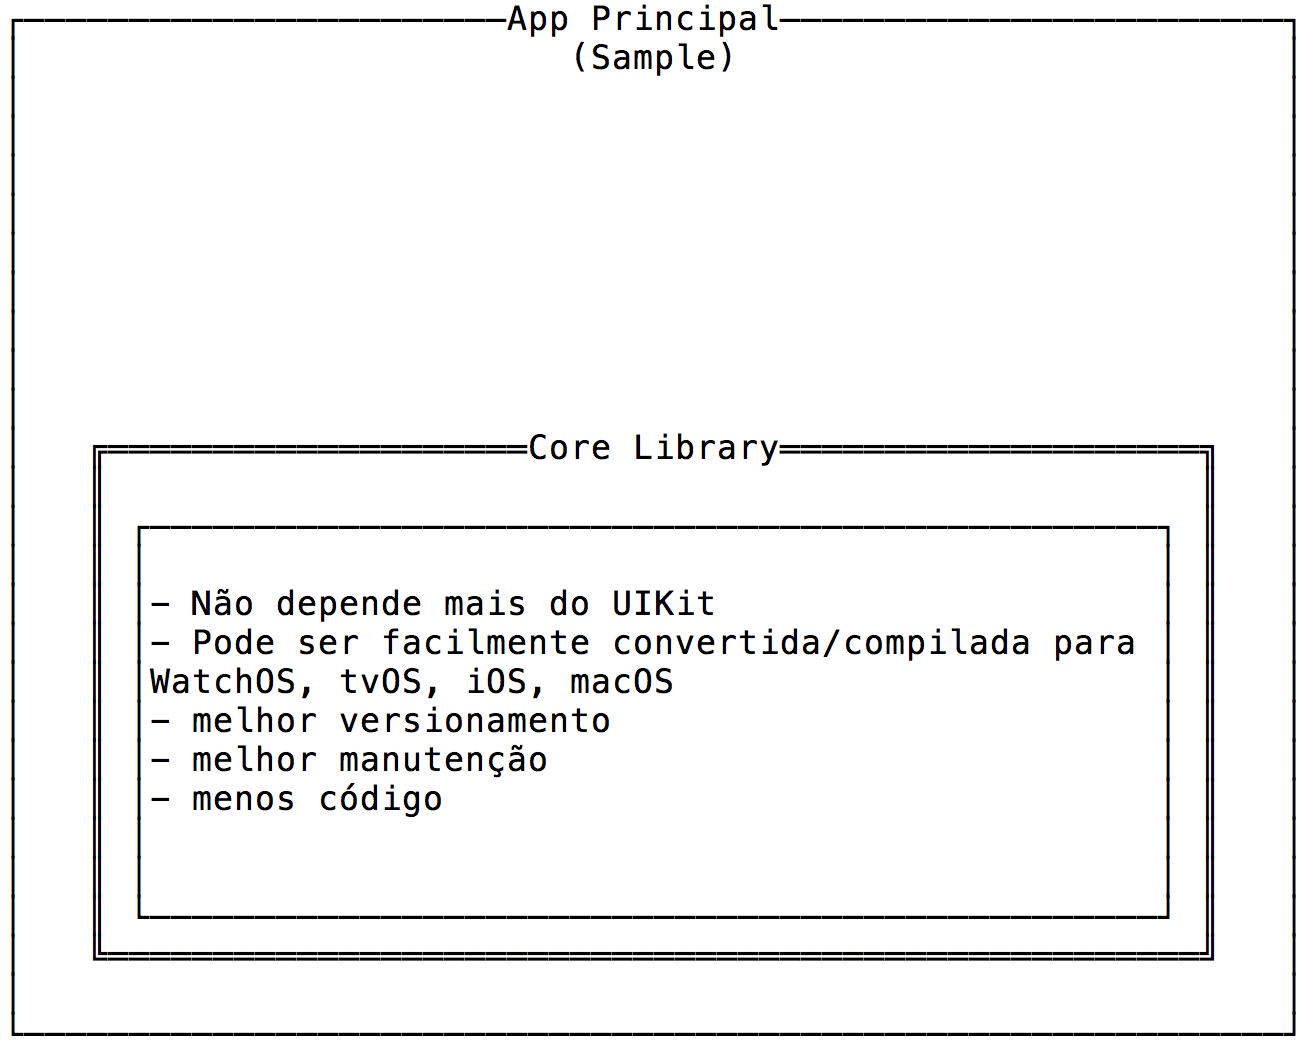 App Principal
(Sample)
Core Library
- Não depende mais do UIKit
- Pode ser facilmente convertida/compilada para
WatchOS, tvOS, iOS, macOS
- melhor versionamento
- melhor manutenção
- menos código